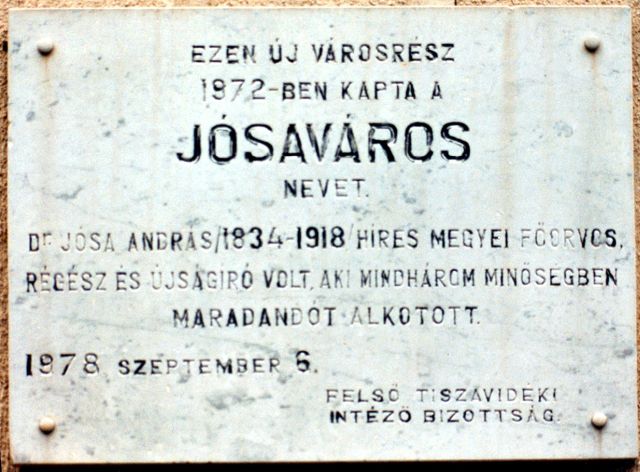 EZEN ÚJ VÁROSRÉSZ
1972-BEN KAPTA A
JÓSAVÁROS
NEVET.
DR JÓSA ANDRÁS/1834-1918/HÍRES MEGYEI FŐORVOS,
RÉGÉSZ ÉS ÚJSÁGIRÓ VOLT, AKI MINDHÁROM MINŐSÉGBEN
MARADANDÓT ALKOTOTT.
1978 SZEPTEMBER 6.
FELSŐ TISZAVIDÉKI
INTÉZŐ BIZOTTSÁG.